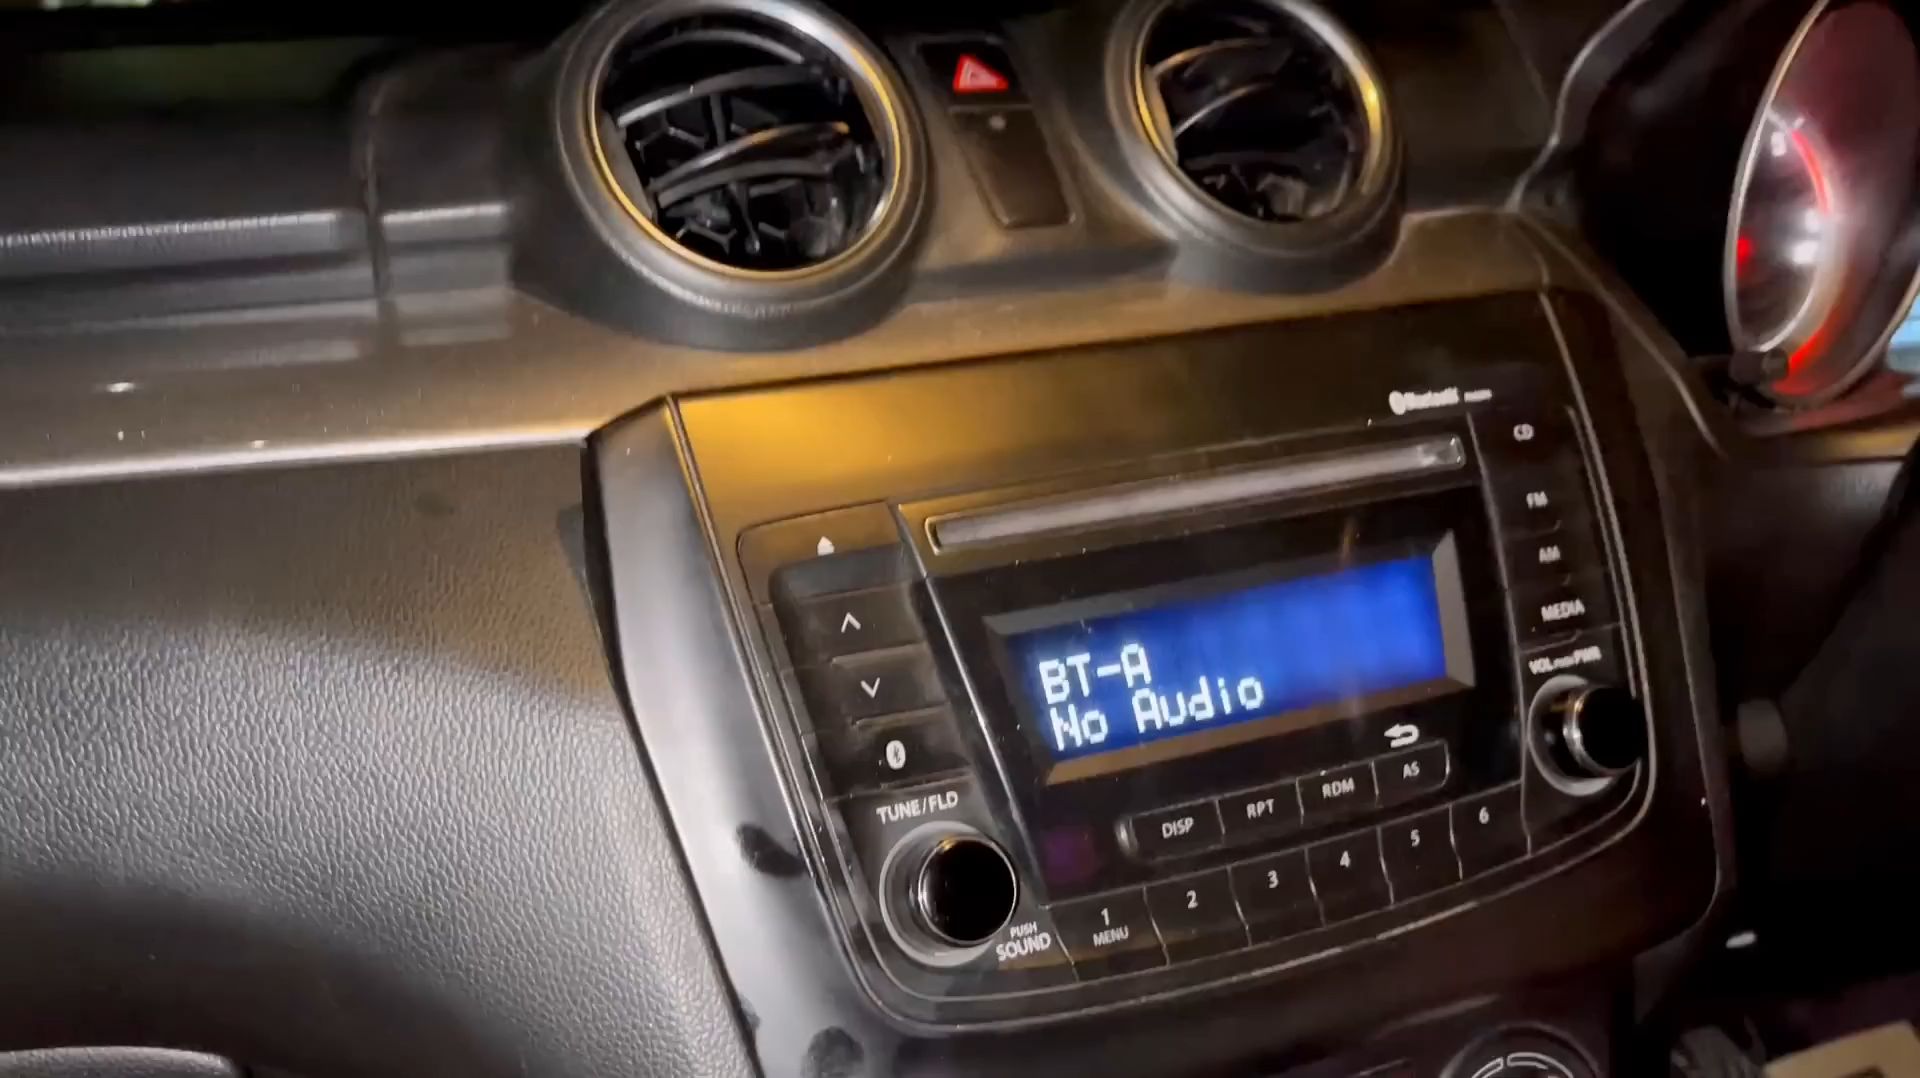 Bluetooth
CD
FM
AM
MEDIA
VOL PUSH PWR
BT-A
No Audio
TUNE/FLD
DISP
RPT
RDM
AS
PUSH
SOUND
1
MENU
2
3
4
5
6